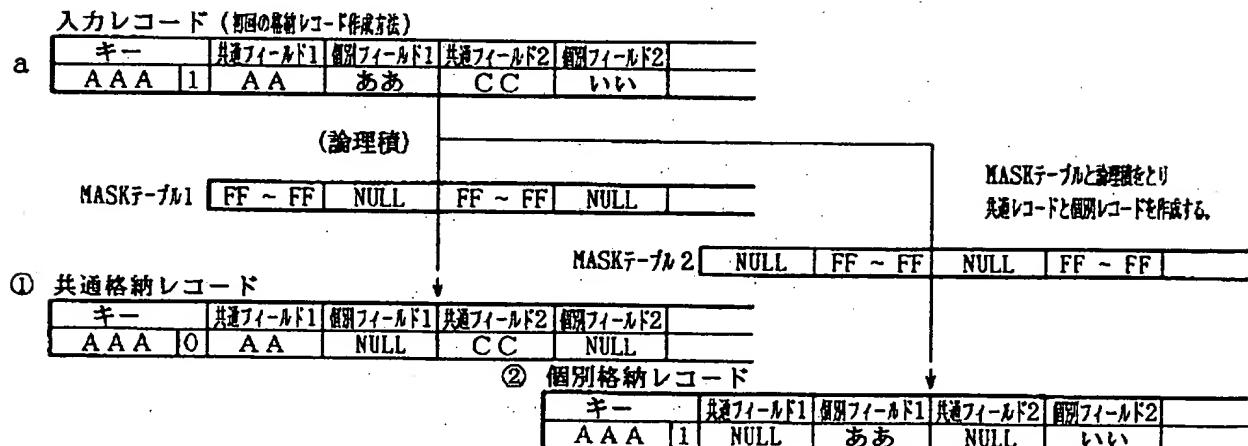 入力レコード (初回の格納レコード作成方法)
a
キー 共通フィールド1 個別フィールド1 共通フィールド2 個別フィールド2
AAA 1 AA ああ CC いい
(論理積)
MASKテーブル1 FF ~ FF NULL FF ~ FF NULL
MASKテーブルと論理積をとり
共通レコードと個別レコードを作成する。
MASKテーブル2 NULL FF ~ FF NULL FF ~ FF
① 共通格納レコード
キー 共通フィールド1 個別フィールド1 共通フィールド2 個別フィールド2
AAA 0 AA NULL CC NULL
② 個別格納レコード
キー 共通フィールド1 個別フィールド1 共通フィールド2 個別フィールド2
AAA 1 NULL ああ NULL いい